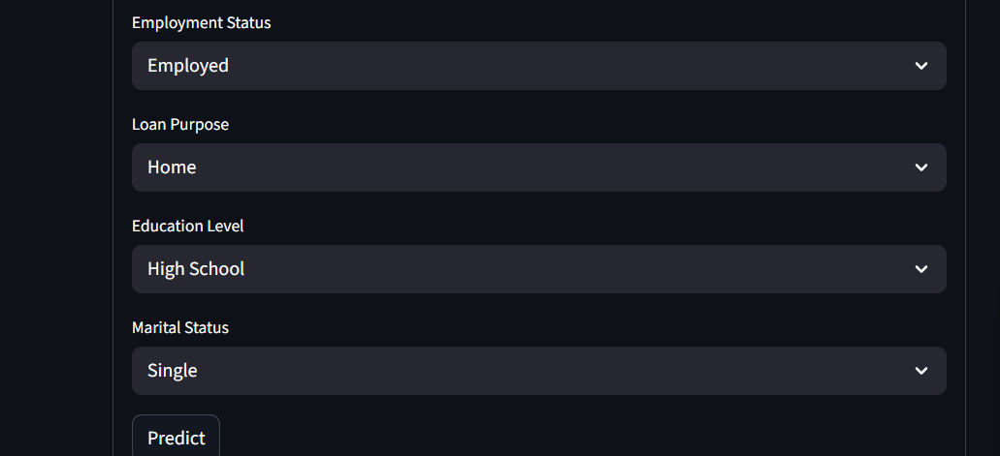 Employment Status
Employed
Loan Purpose
Home
Education Level
High School
Marital Status
Single
Predict